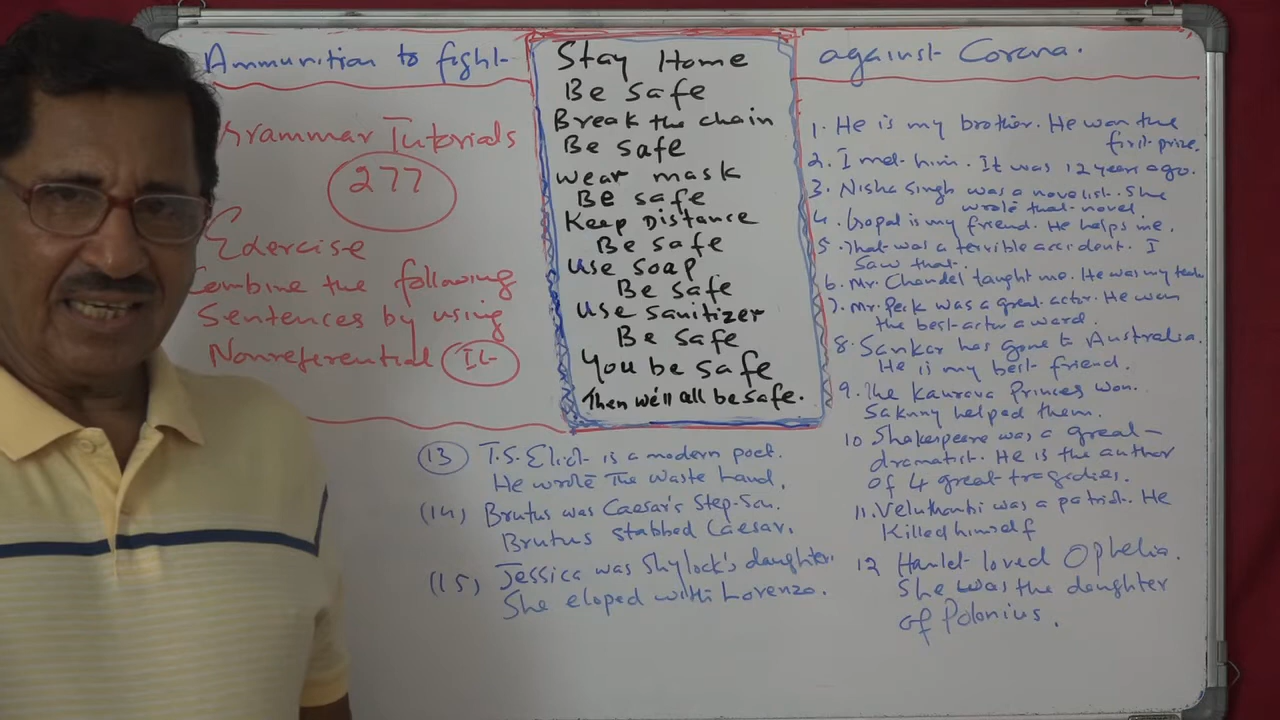 Ammunition to fight
against Corona.
Grammar Tutorials
277
Exercise
Combine the following
Sentences by using
Nonreferential It
Stay Home
Be safe
Break the chain
Be safe
wear mask
Be safe
Keep Distance
Be safe
Use soap
Be safe
Use sanitizer
Be safe
You be safe
Then we'll all be safe.
1. He is my brother. He won the
first prize.
2. I met him. It was 12 years ago.
3. Nisha Singh was a novelist. She
wrote that novel.
4. Gopal is my friend. He helps me.
5. That was a terrible accident. I
saw that.
6. Mr. Chandel taught me. He was my
7. Mr. Peck was a great actor. He won
the best actor award.
8. Sankar has gone to Australia.
He is my best friend.
9. The Kaurava Princes won.
Sakuny helped them.
10 Shakespeare was a great
dramatist. He is the author
of 4 great tragedies.
11. Veluthambi was a patriot. He
Killed himself
12 Hamlet loved Ophelia.
She was the daughter
of Polonius.
(13) T.S. Eliot is a modern poet.
He wrote The Waste Land.
(14) Brutus was Caesar's Step-Son.
Brutus stabbed Caesar.
(15) Jessica was Shylock's daughter.
She eloped with Lorenzo.